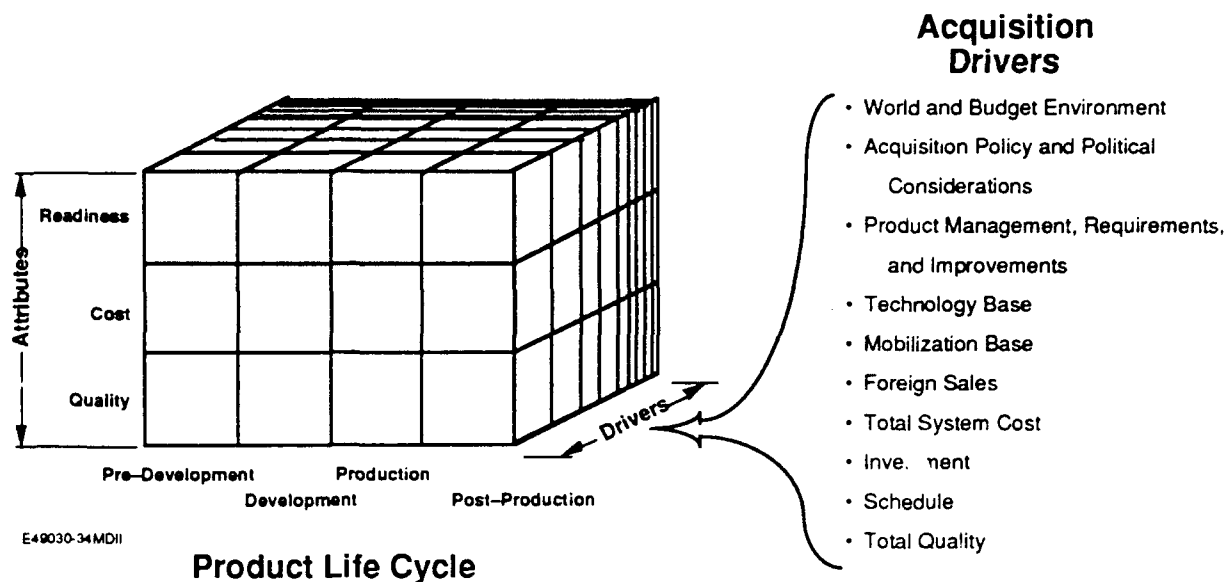 Acquisition
Drivers
• World and Budget Environment
• Acquisition Policy and Political
Considerations
• Product Management, Requirements,
and Improvements
• Technology Base
• Mobilization Base
• Foreign Sales
• Total System Cost
•
• Schedule
• Total Quality
Attributes
Readiness
Cost
Quality
Drivers
Pre–Development
Development
Production
Post–Production
E49030-34MDII
Product Life Cycle